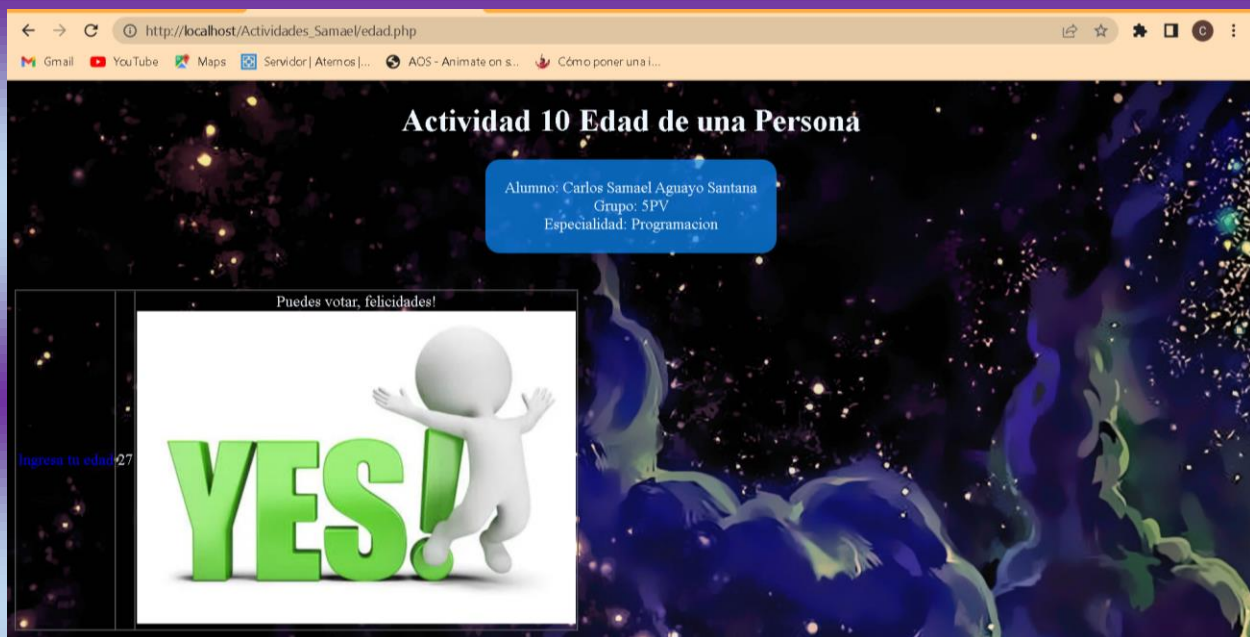 http://localhost/Actividades_Samael/edad.php
C
Gmail YouTube Maps Servidor | Aternos |... AOS - Animate on s... Cómo poner una i...
Actividad 10 Edad de una Persona
Alumno: Carlos Samael Aguayo Santana
Grupo: 5PV
Especialidad: Programacion
Puedes votar, felicidades!
Ingresa tu edad 27
YES!